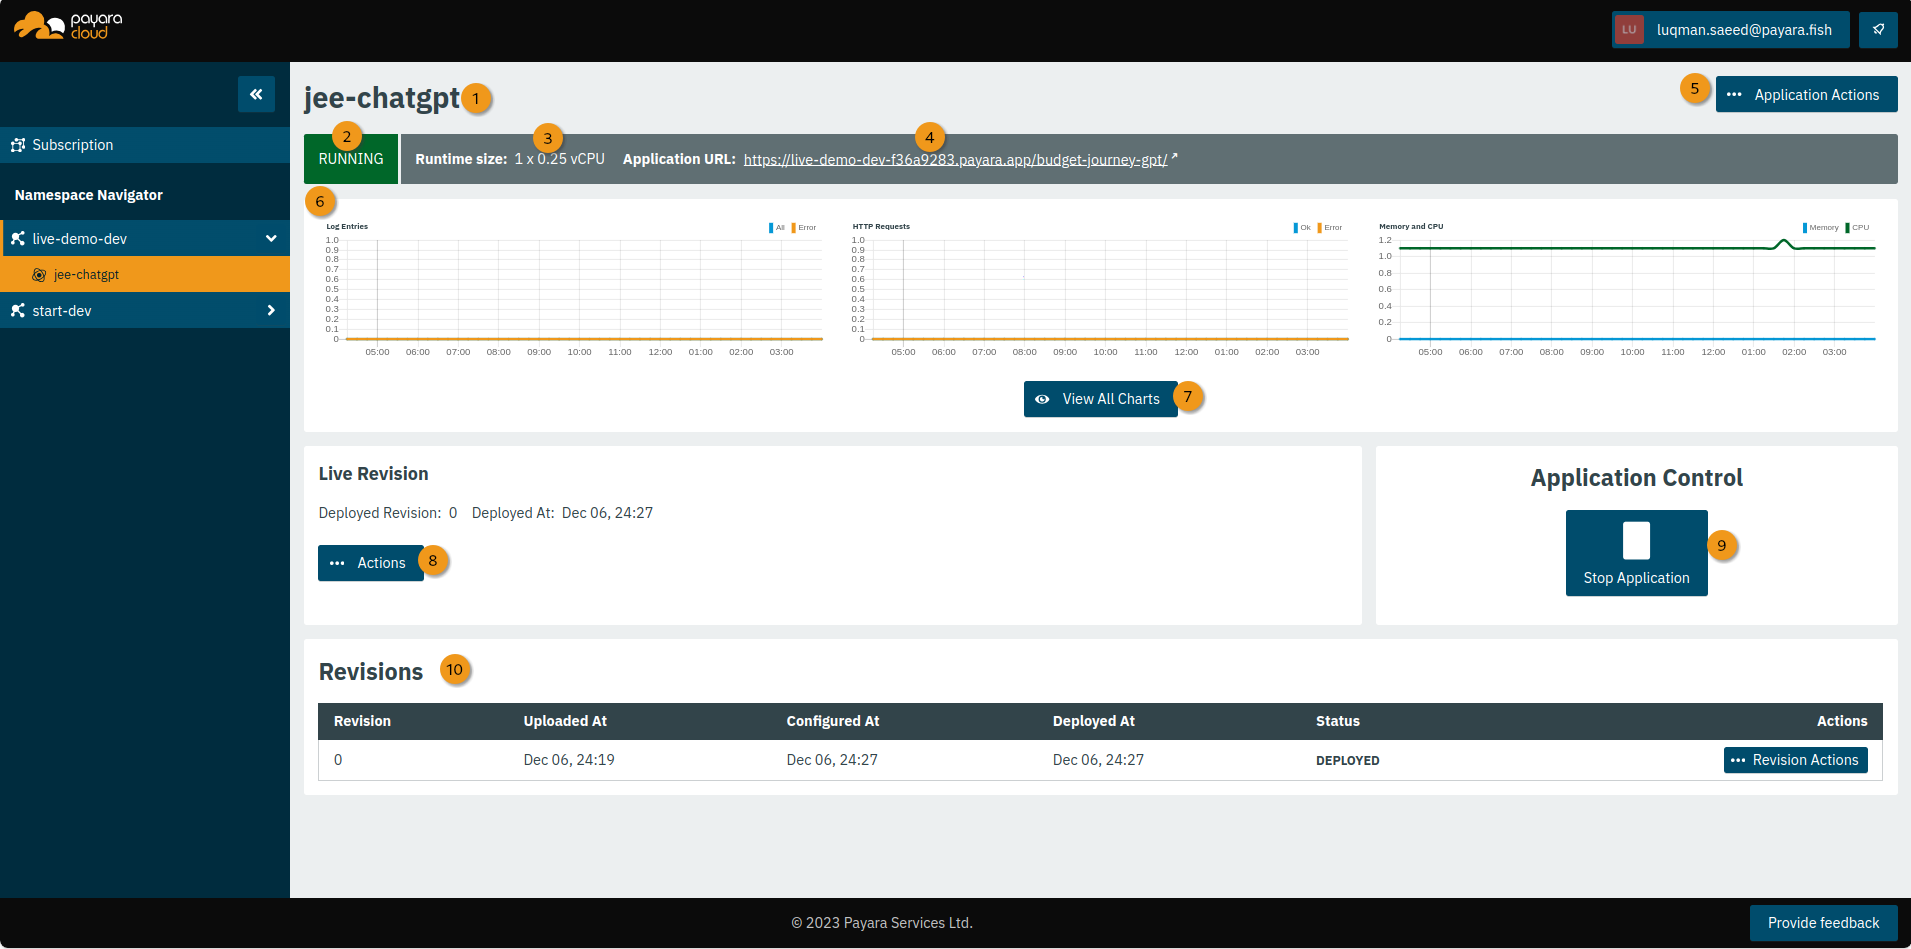 payara
cloud
LU luqman.saeed@payara.fish
jee-chatgpt 1
5 ••• Application Actions
Subscription
2 3 4
RUNNING Runtime size: 1 x 0.25 vCPU Application URL: https://live-demo-dev-f36a9283.payara.app/budget-journey-gpt/
Namespace Navigator
6
live-demo-dev
jee-chatgpt
start-dev
Log Entries
All Error
1.0
0.9
0.8
0.7
0.6
0.5
0.4
0.3
0.2
0.1
0
05:00 06:00 07:00 08:00 09:00 10:00 11:00 12:00 01:00 02:00 03:00
HTTP Requests
Ok Error
1.0
0.9
0.8
0.7
0.6
0.5
0.4
0.3
0.2
0.1
0
05:00 06:00 07:00 08:00 09:00 10:00 11:00 12:00 01:00 02:00 03:00
Memory and CPU
Memory CPU
1.2
1.0
0.8
0.6
0.4
0.2
0
05:00 06:00 07:00 08:00 09:00 10:00 11:00 12:00 01:00 02:00 03:00
View All Charts 7
Live Revision
Deployed Revision: 0 Deployed At: Dec 06, 24:27
••• Actions 8
Application Control
Stop Application 9
Revisions 10
Revision Uploaded At Configured At Deployed At Status Actions
0 Dec 06, 24:19 Dec 06, 24:27 Dec 06, 24:27 DEPLOYED ••• Revision Actions
© 2023 Payara Services Ltd.
Provide feedback